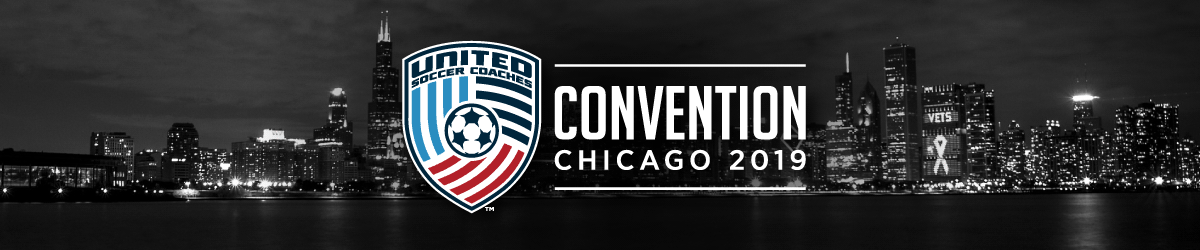 UNITED
SOCCER COACHES
TM
CONVENTION
CHICAGO 2019
VETS